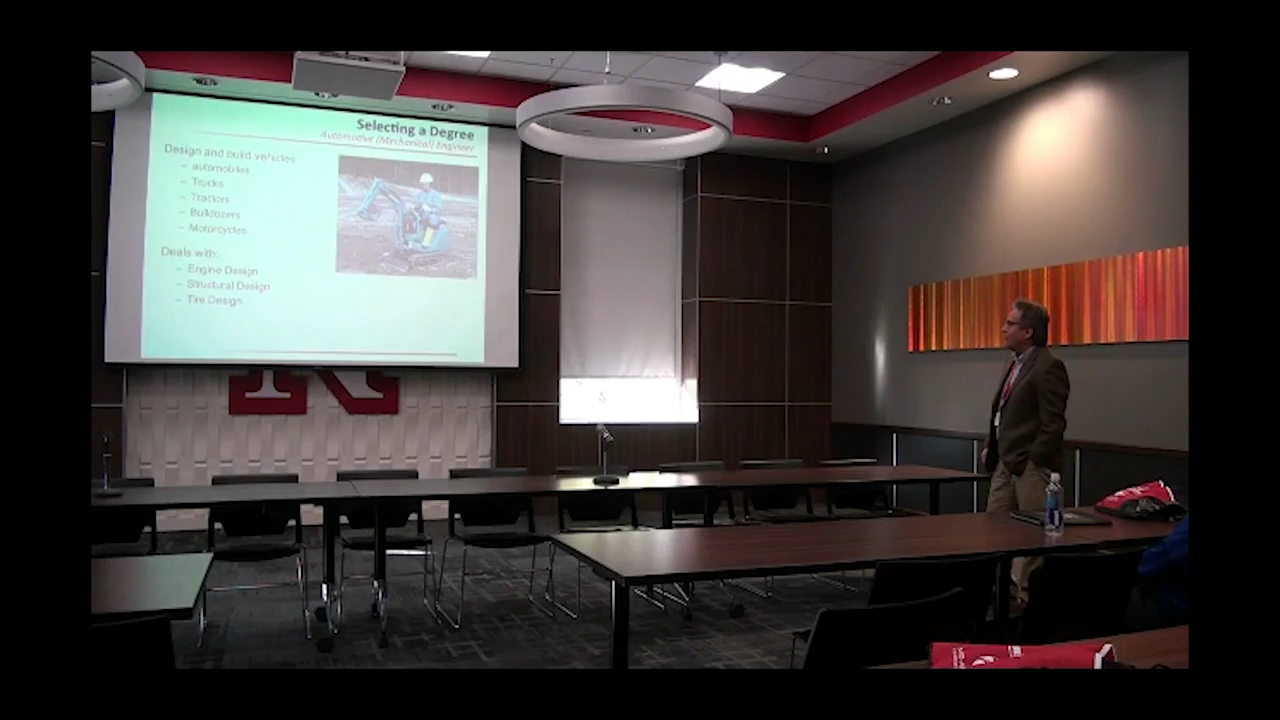 Selecting a Degree
Automotive (Mechanical) Engineer
Design and build vehicles
– automobiles
– Trucks
– Tractors
– Bulldozers
– Motorcycles
Deals with:
– Engine Design
– Structural Design
– Tire Design